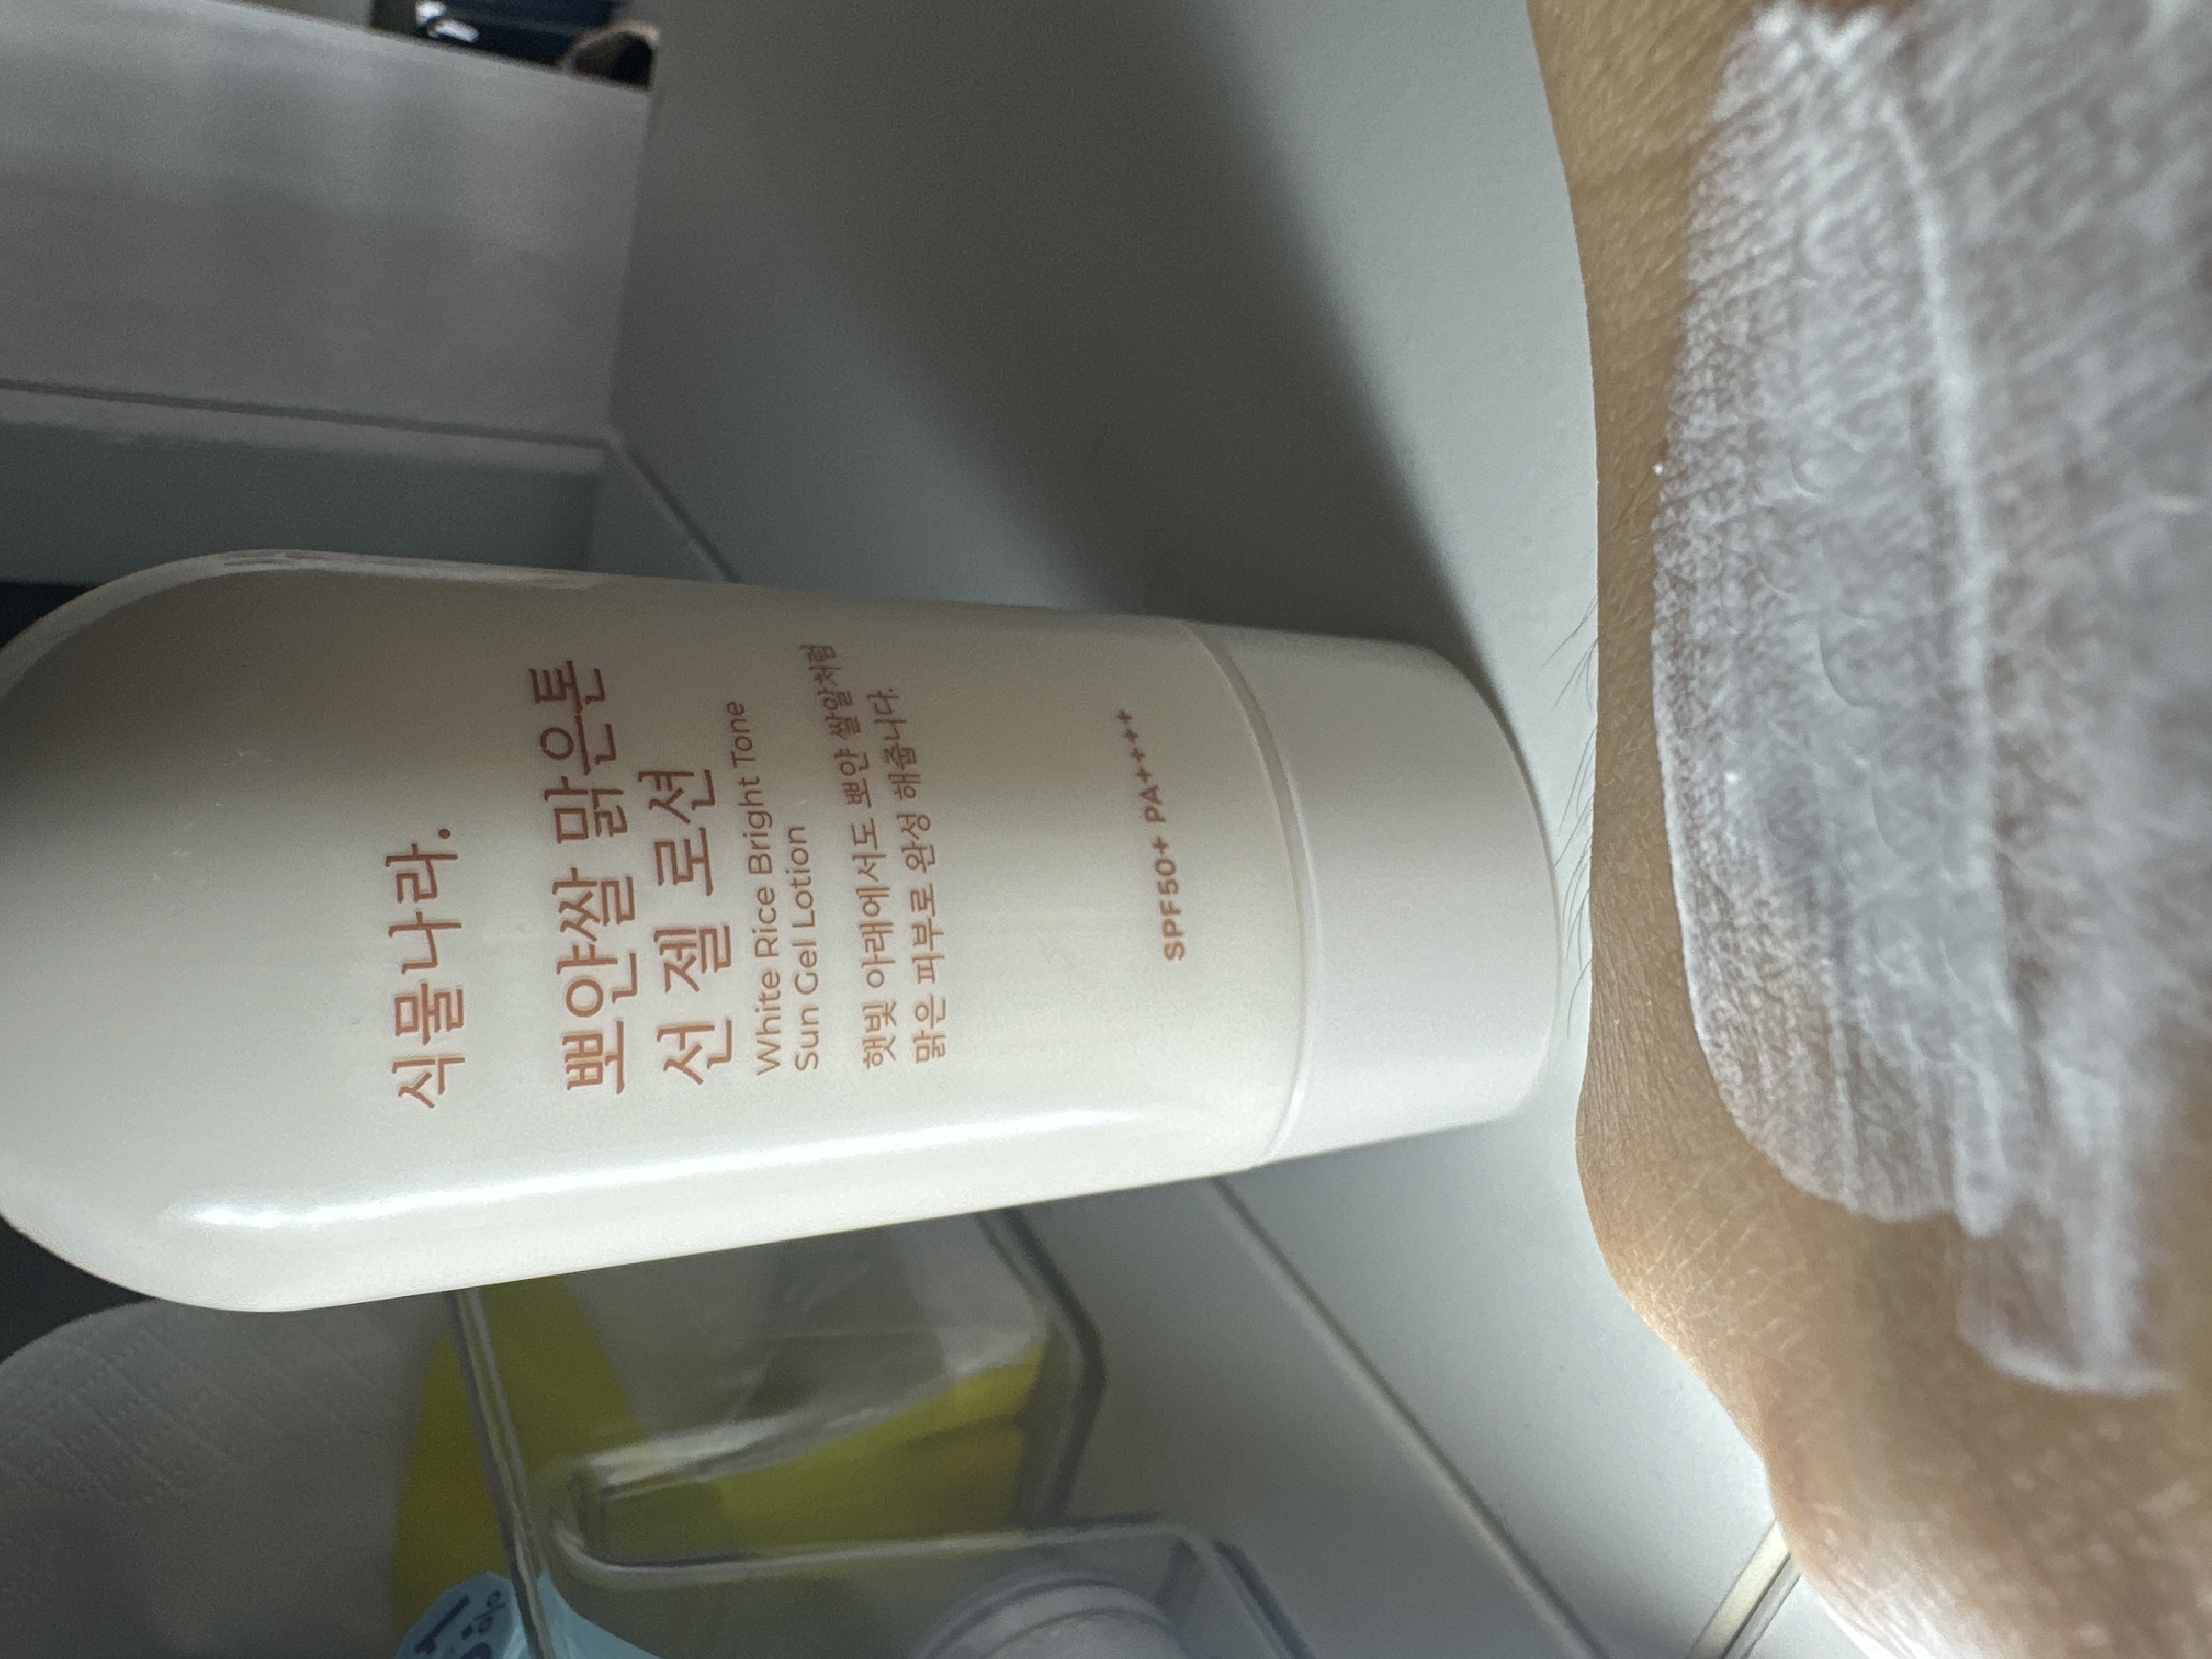 식물나라.
뽀얀쌀 맑은톤
선 젤 로션
White Rice Bright Tone
Sun Gel Lotion
햇빛 아래에서도 뽀얀 쌀알처럼
맑은 피부로 완성 해줍니다.
SPF50+ PA++++